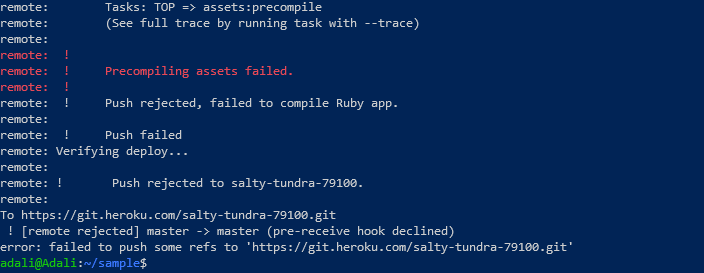 remote:        Tasks: TOP => assets:precompile
remote:        (See full trace by running task with --trace)
remote:
remote:  !
remote:  !     Precompiling assets failed.
remote:  !
remote:  !     Push rejected, failed to compile Ruby app.
remote:
remote:  !     Push failed
remote: Verifying deploy...
remote:
remote: !       Push rejected to salty-tundra-79100.
remote:
To https://git.heroku.com/salty-tundra-79100.git
 ! [remote rejected] master -> master (pre-receive hook declined)
error: failed to push some refs to 'https://git.heroku.com/salty-tundra-79100.git'
adali@Adali:~/sample$